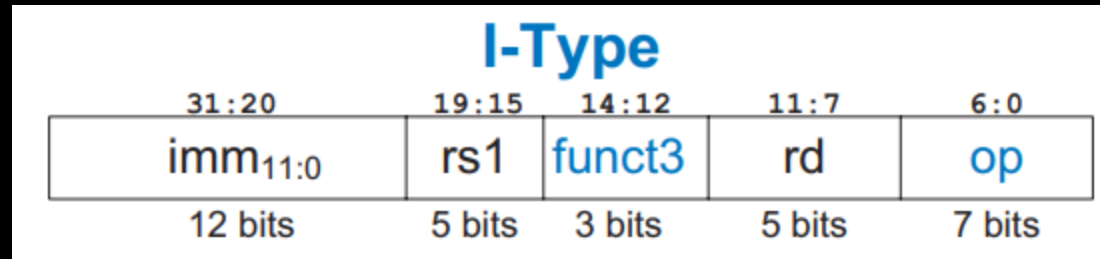 I-Type
31:20 19:15 14:12 11:7 6:0
imm11:0 rs1 funct3 rd op
12 bits 5 bits 3 bits 5 bits 7 bits